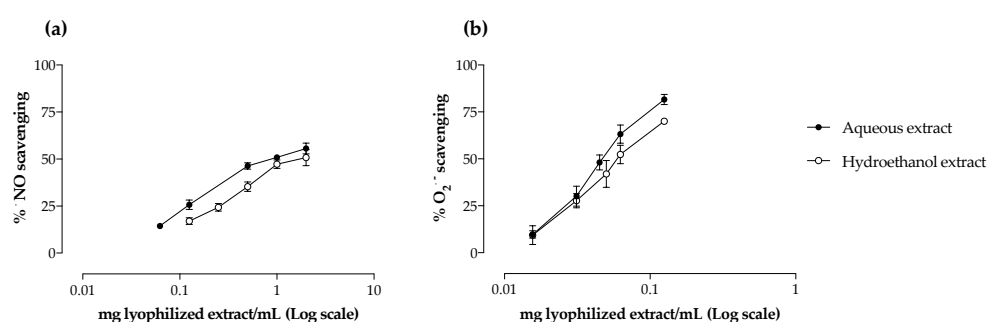 (a)
100
75
50
25
0
% ˙NO scavenging
0.01 0.1 1 10
mg lyophilized extract/mL (Log scale)
(b)
100
75
50
25
0
% O₂˙⁻ scavenging
0.01 0.1 1
mg lyophilized extract/mL (Log scale)
Aqueous extract
Hydroethanol extract